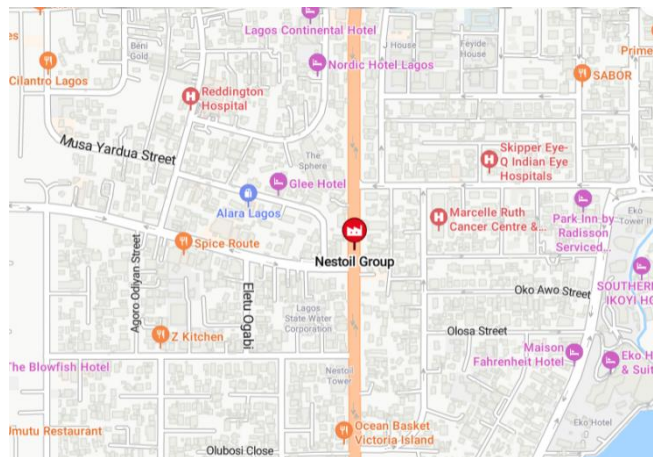 Lagos Continental Hotel
Beni
Gold
J House
Feyide
House
Prime
es
Nordic Hotel Lagos
Cilantro Lagos
SABOR
Reddington
Hospital
Musa Yardua Street
The
Sphere
Skipper Eye-
Q Indian Eye
Hospitals
Glee Hotel
Alara Lagos
Marcelle Ruth
Cancer Centre &...
Park Inn by
Radisson
Serviced...
Eko
Tower II
Spice Route
Agoro Odiyan Street
Nestoil Group
Eletu Ogabi
SOUTHERN
IKOYI HO
Oko Awo Street
Lagos
State Water
Corporation
Z Kitchen
Olosa Street
Maison
Fahrenheit Hotel
Eko H
& Suit
The Blowfish Hotel
Nestoil
Tower
Umutu Restaurant
Ocean Basket
Victoria Island
Eko Hotel
Olubosi Close